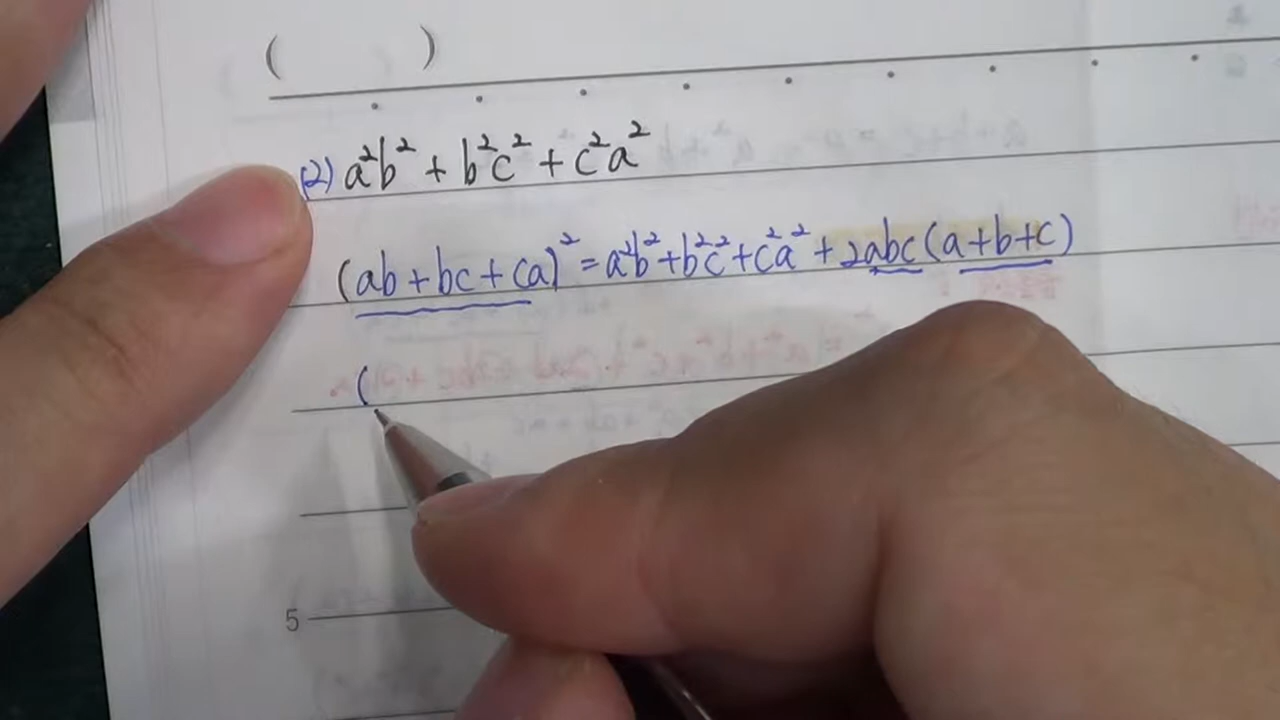 ( )
(2) a²b² + b²c² + c²a²
(ab + bc + ca)² = a²b² + b²c² + c²a² + 2abc(a+b+c)
(
5